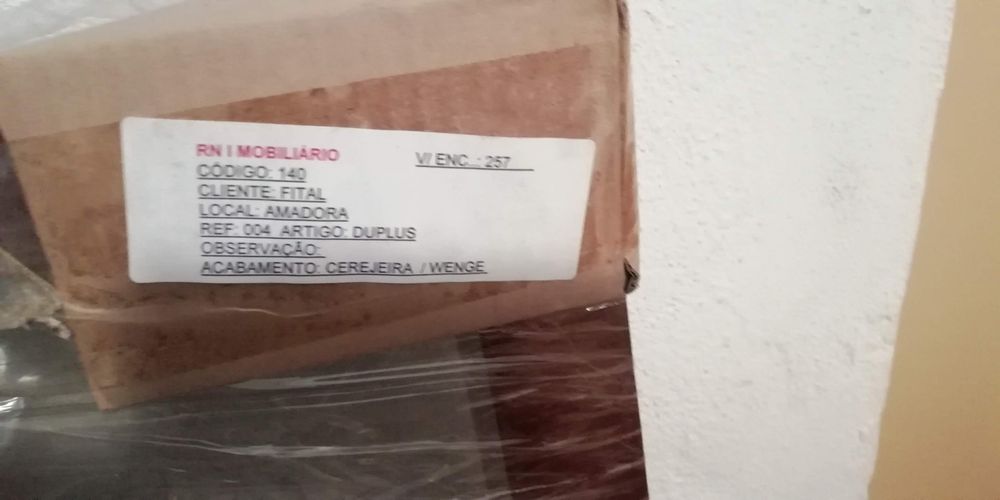 RN I MOBILIÁRIO
V/ ENC..: 257
CÓDIGO: 140
CLIENTE: FITAL
LOCAL: AMADORA
REF: 004 ARTIGO: DUPLUS
OBSERVAÇÃO:
ACABAMENTO: CEREJEIRA / WENGE